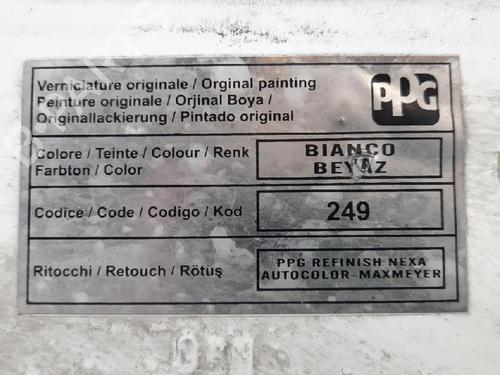 Verniciature originale / Orginal painting
Peinture originale / Orjinal Boya /
Originallackierung / Pintado original
PPG
Colore / Teinte / Colour / Renk
Farbton / Color
BIANCO
BEYAZ
Codice / Code / Codigo / Kod
249
Ritocchi / Retouch / Rötüş
PPG REFINISH NEXA
AUTOCOLOR-MAXMEYER